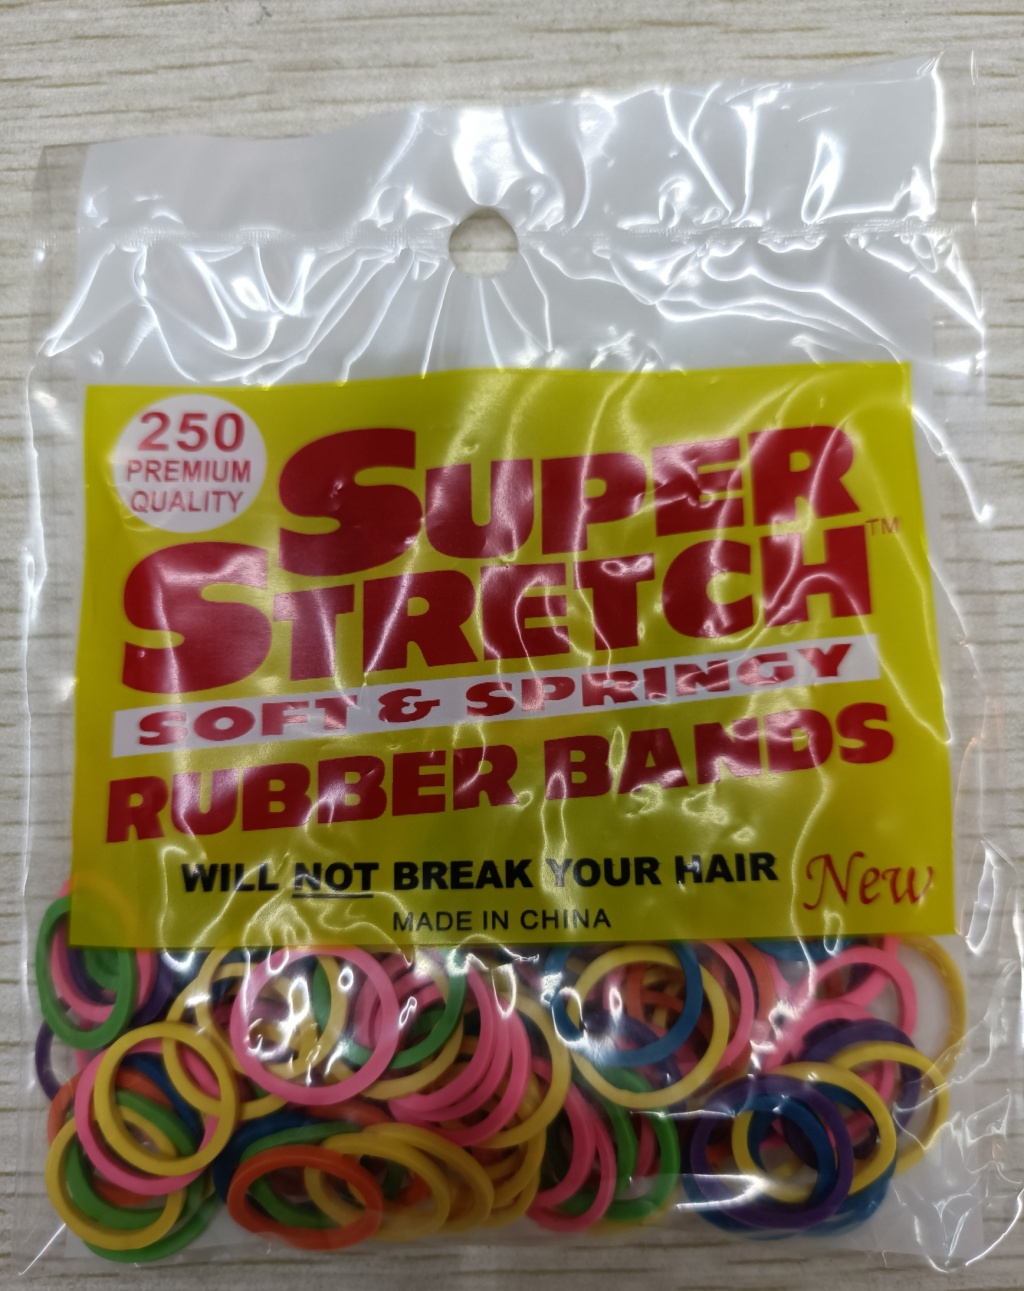 250
PREMIUM
QUALITY
SUPER
STRETCH™
SOFT & SPRINGY
RUBBER BANDS
WILL NOT BREAK YOUR HAIR
New
MADE IN CHINA